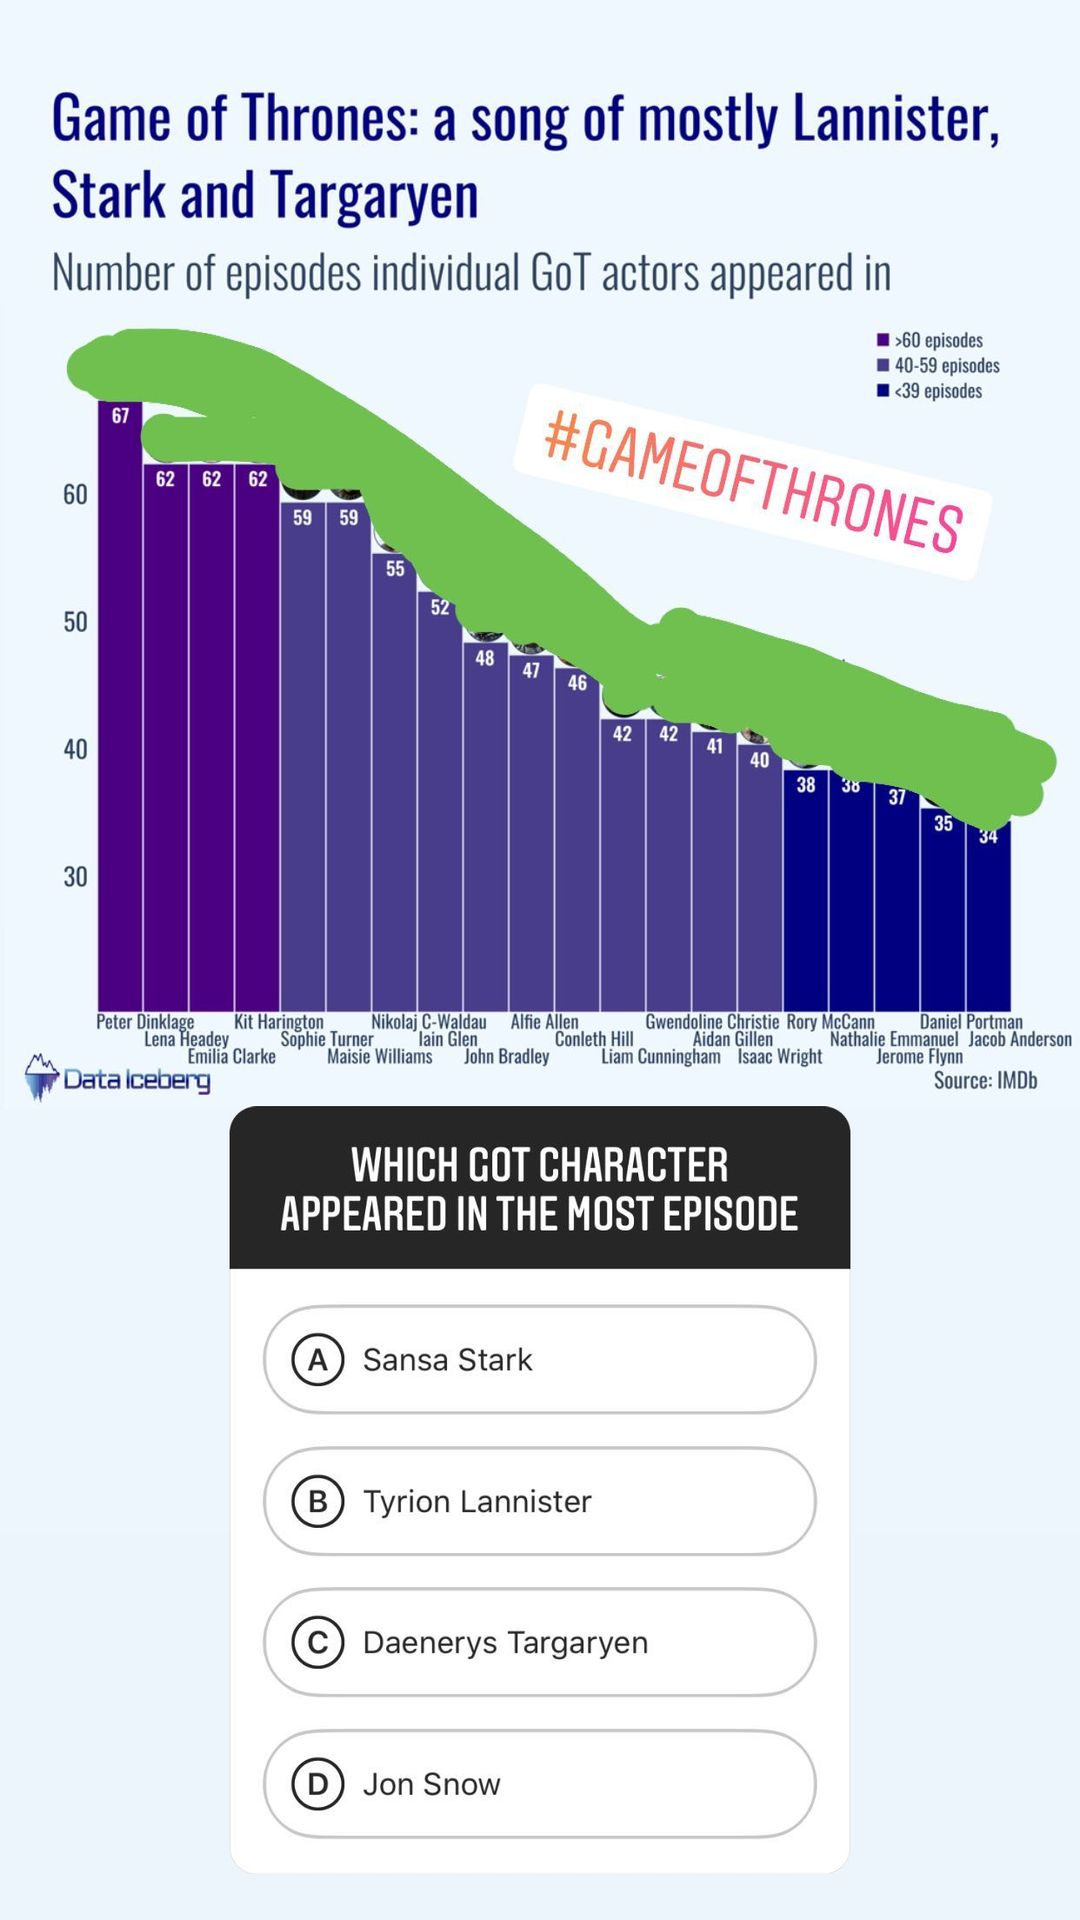 Game of Thrones: a song of mostly Lannister,
Stark and Targaryen
Number of episodes individual GoT actors appeared in
>60 episodes
40-59 episodes
<39 episodes
#GAMEOFTHRONES
67
62 62 62
59 59
55
52
48
47
46
42 42
41
40
38 38
37
35
34
60
50
40
30
Peter Dinklage Kit Harington Nikolaj C-Waldau Alfie Allen Gwendoline Christie Rory McCann Daniel Portman
Lena Headey Sophie Turner Iain Glen Conleth Hill Aidan Gillen Nathalie Emmanuel Jacob Anderson
Emilia Clarke Maisie Williams John Bradley Liam Cunningham Isaac Wright Jerome Flynn
Data Iceberg
Source: IMDb
WHICH GOT CHARACTER
APPEARED IN THE MOST EPISODE
A Sansa Stark
B Tyrion Lannister
C Daenerys Targaryen
D Jon Snow